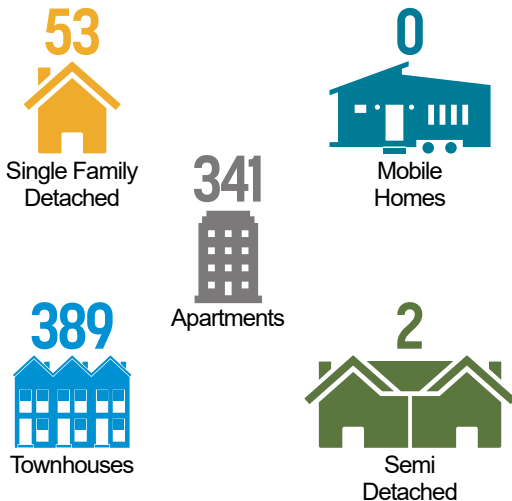 53
Single Family
Detached
0
Mobile
Homes
341
Apartments
389
Townhouses
2
Semi
Detached